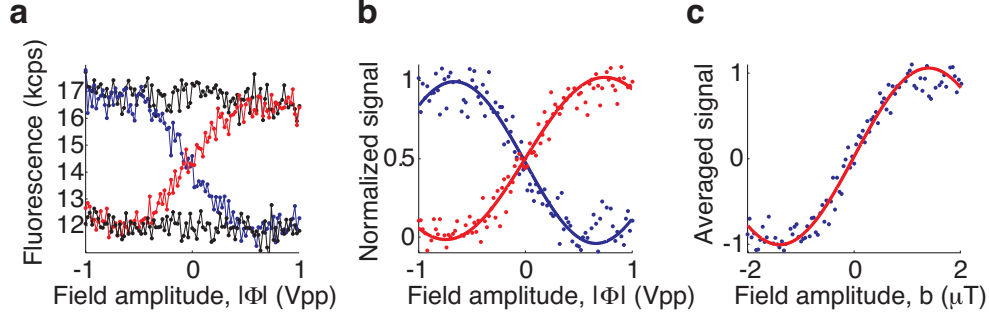 a
Fluorescence (kcps)
17
16
15
14
13
12
-1
0
1
Field amplitude, |Φ| (Vpp)
b
Normalized signal
1
0.5
0
-1
0
1
Field amplitude, |Φ| (Vpp)
c
Averaged signal
1
0
-1
-2
0
2
Field amplitude, b (μT)